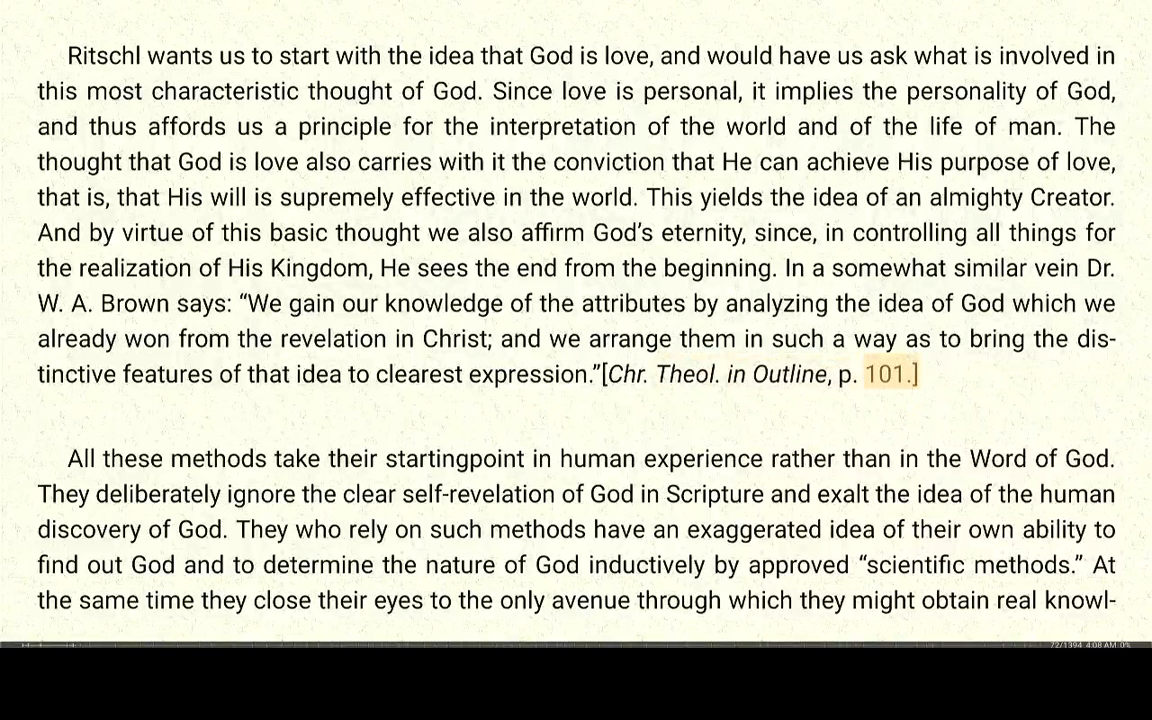 Ritschl wants us to start with the idea that God is love, and would have us ask what is involved in
this most characteristic thought of God. Since love is personal, it implies the personality of God,
and thus affords us a principle for the interpretation of the world and of the life of man. The
thought that God is love also carries with it the conviction that He can achieve His purpose of love,
that is, that His will is supremely effective in the world. This yields the idea of an almighty Creator.
And by virtue of this basic thought we also affirm God’s eternity, since, in controlling all things for
the realization of His Kingdom, He sees the end from the beginning. In a somewhat similar vein Dr.
W. A. Brown says: “We gain our knowledge of the attributes by analyzing the idea of God which we
already won from the revelation in Christ; and we arrange them in such a way as to bring the dis-
tinctive features of that idea to clearest expression.”[Chr. Theol. in Outline, p. 101.]
All these methods take their startingpoint in human experience rather than in the Word of God.
They deliberately ignore the clear self-revelation of God in Scripture and exalt the idea of the human
discovery of God. They who rely on such methods have an exaggerated idea of their own ability to
find out God and to determine the nature of God inductively by approved “scientific methods.” At
the same time they close their eyes to the only avenue through which they might obtain real knowl-
72/1394 4:08 AM 0%